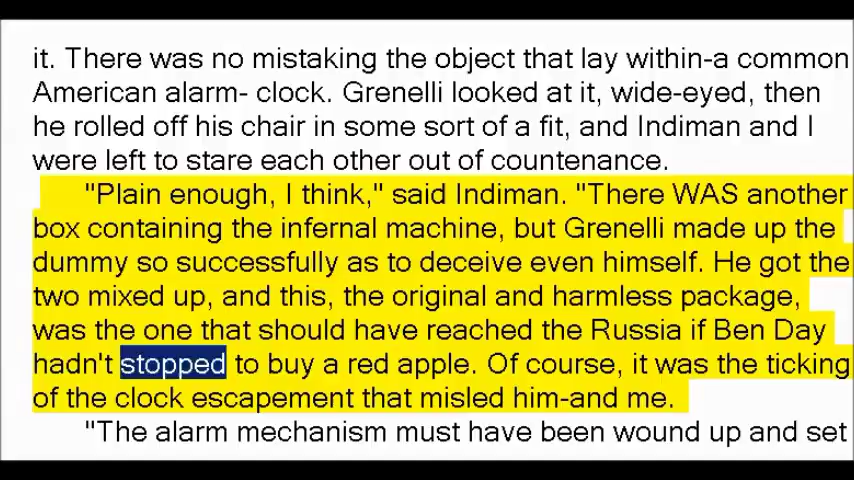 it. There was no mistaking the object that lay within-a common
American alarm- clock. Grenelli looked at it, wide-eyed, then
he rolled off his chair in some sort of a fit, and Indiman and I
were left to stare each other out of countenance.
"Plain enough, I think," said Indiman. "There WAS another
box containing the infernal machine, but Grenelli made up the
dummy so successfully as to deceive even himself. He got the
two mixed up, and this, the original and harmless package,
was the one that should have reached the Russia if Ben Day
hadn't stopped to buy a red apple. Of course, it was the ticking
of the clock escapement that misled him-and me.
"The alarm mechanism must have been wound up and set